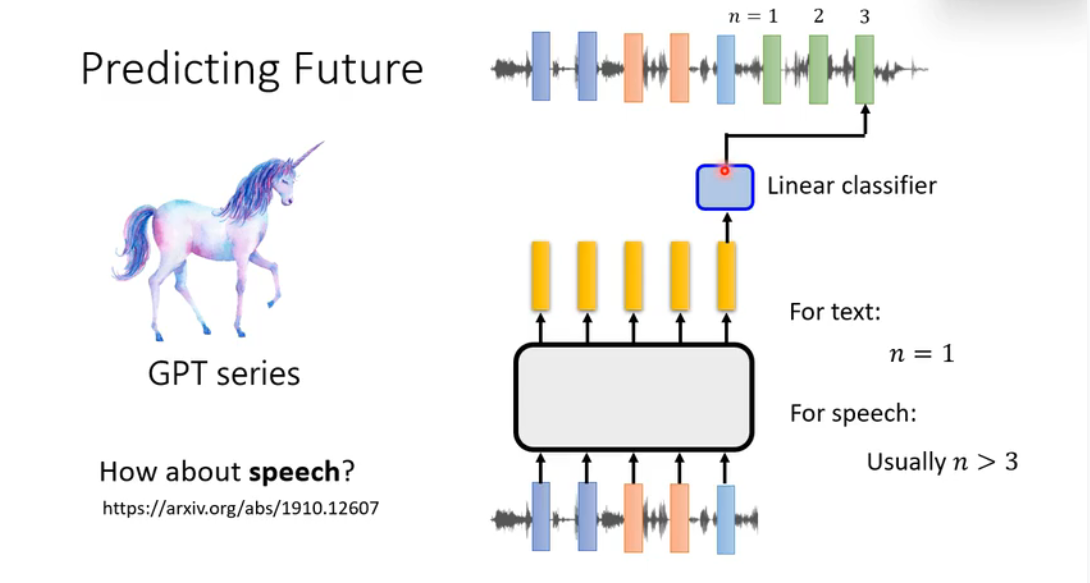 Predicting Future
n = 1 2 3
Linear classifier
GPT series
For text:
n = 1
For speech:
Usually n > 3
How about speech?
https://arxiv.org/abs/1910.12607